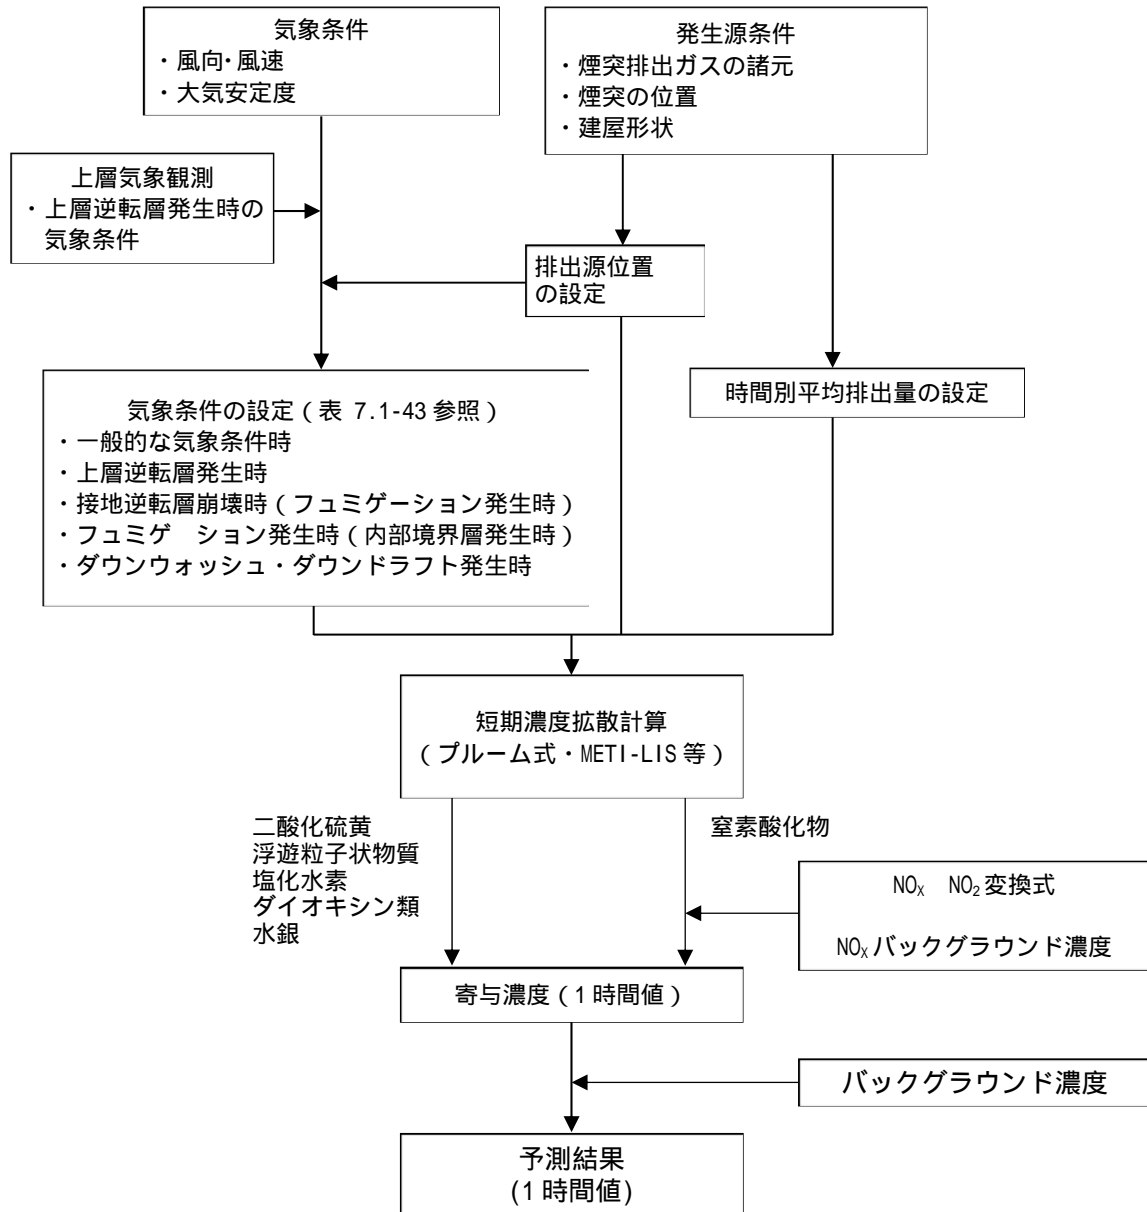 気象条件
・風向・風速
・大気安定度
発生源条件
・煙突排出ガスの諸元
・煙突の位置
・建屋形状
上層気象観測
・上層逆転層発生時の
気象条件
排出源位置
の設定
気象条件の設定（表 7.1-43 参照）
・一般的な気象条件時
・上層逆転層発生時
・接地逆転層崩壊時（フュミゲーション発生時）
・フュミゲ　ション発生時（内部境界層発生時）
・ダウンウォッシュ・ダウンドラフト発生時
時間別平均排出量の設定
短期濃度拡散計算
（プルーム式・METI-LIS 等）
二酸化硫黄
浮遊粒子状物質
塩化水素
ダイオキシン類
水銀
窒素酸化物
NOX　NO2 変換式
NOX バックグラウンド濃度
寄与濃度（1 時間値）
バックグラウンド濃度
予測結果
(1 時間値)